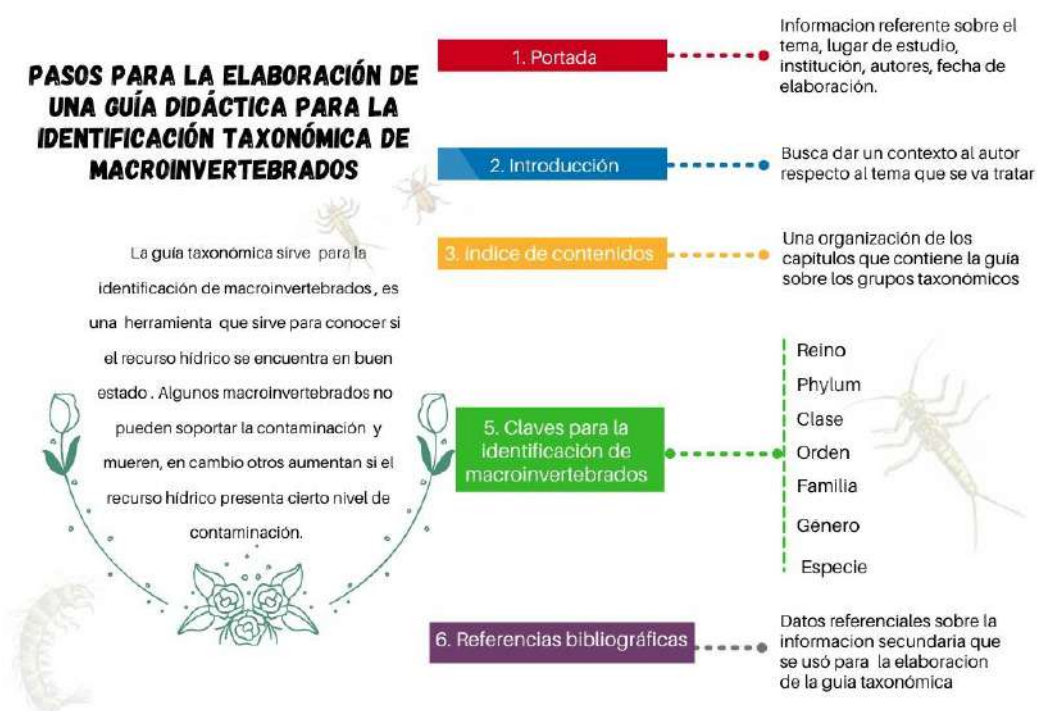 PASOS PARA LA ELABORACIÓN DE
UNA GUÍA DIDÁCTICA PARA LA
IDENTIFICACIÓN TAXONÓMICA DE
MACROINVERTEBRADOS
La guía taxonómica sirve para la
identificación de macroinvertebrados, es
una herramienta que sirve para conocer si
el recurso hídrico se encuentra en buen
estado. Algunos macroinvertebrados no
pueden soportar la contaminación y
mueren, en cambio otros aumentan si el
recurso hídrico presenta cierto nivel de
contaminación.
1. Portada
Informacion referente sobre el
tema, lugar de estudio,
institución, autores, fecha de
elaboración.
2. Introducción
Busca dar un contexto al autor
respecto al tema que se va tratar
3. Índice de contenidos
Una organización de los
capítulos que contiene la guía
sobre los grupos taxonómicos
5. Claves para la
identificación de
macroinvertebrados
Reino
Phylum
Clase
Orden
Familia
Género
Especie
6. Referencias bibliográficas
Datos referenciales sobre la
informacion secundaria que
se usó para la elaboracion
de la guia taxonómica